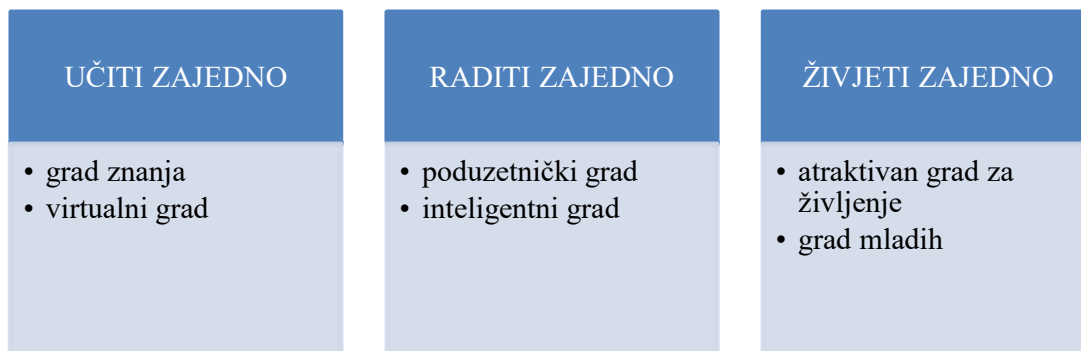 UČITI ZAJEDNO
• grad znanja
• virtualni grad
RADITI ZAJEDNO
• poduzetnički grad
• inteligentni grad
ŽIVJETI ZAJEDNO
• atraktivan grad za
življenje
• grad mladih